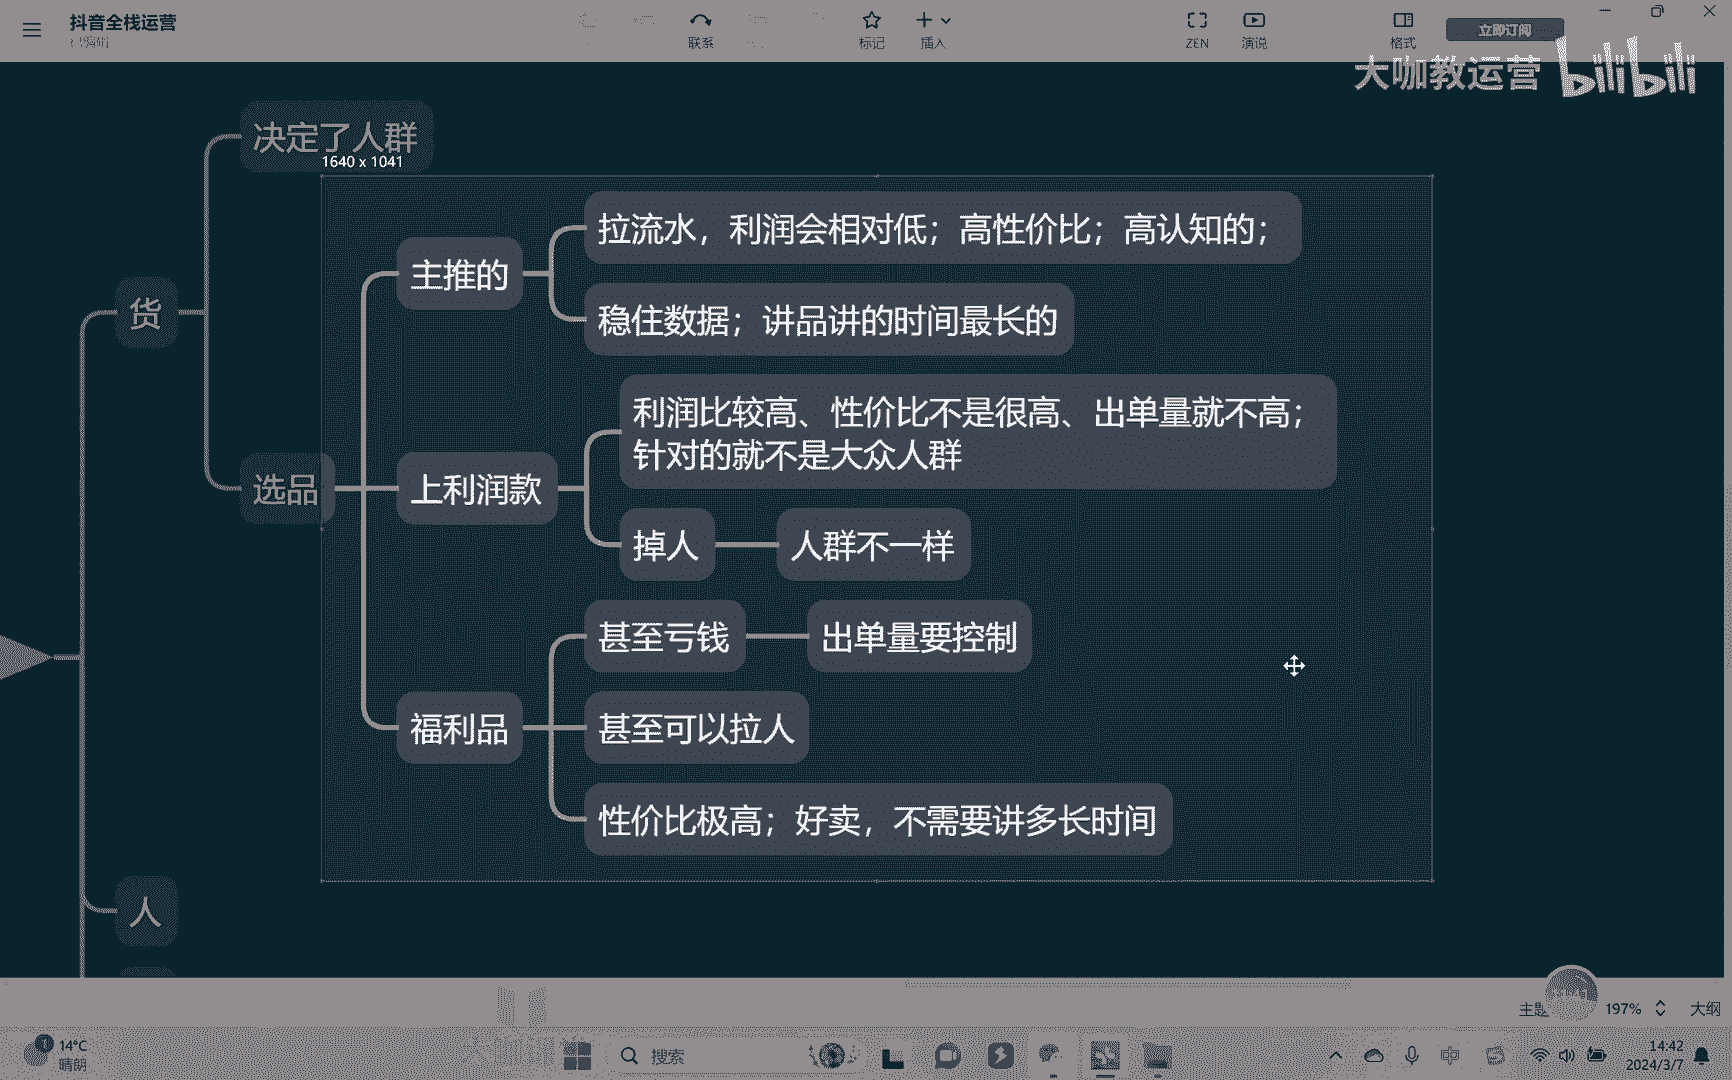 抖音全栈运营
已编辑
联系
标记
插入
ZEN
演说
格式
立即订阅
大咖教运营 bilibili
决定了人群
1640 x 1041
货
选品
主推的
拉流水，利润会相对低；高性价比；高认知的；
稳住数据；讲品讲的时间最长的
上利润款
利润比较高、性价比不是很高、出单量就不高；
针对的就不是大众人群
掉人
人群不一样
福利品
甚至亏钱
出单量要控制
甚至可以拉人
性价比极高；好卖，不需要讲多长时间
人
197%
大纲
1
14°C
晴朗
搜索
中
14:42
2024/3/7